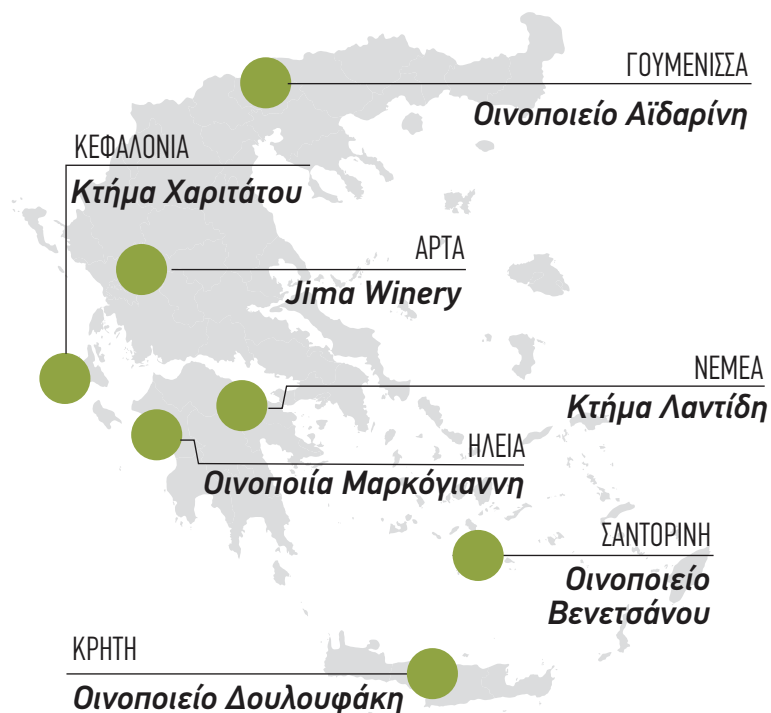 ΓΟΥΜΕΝΙΣΣΑ
Οινοποιείο Αϊδαρίνη
ΚΕΦΑΛΟΝΙΑ
Κτήμα Χαριτάτου
ΑΡΤΑ
Jima Winery
ΝΕΜΕΑ
Κτήμα Λαντίδη
ΗΛΕΙΑ
Οινοποιία Μαρκόγιαννη
ΣΑΝΤΟΡΙΝΗ
Οινοποιείο
Βενετσάνου
ΚΡΗΤΗ
Οινοποιείο Δουλουφάκη